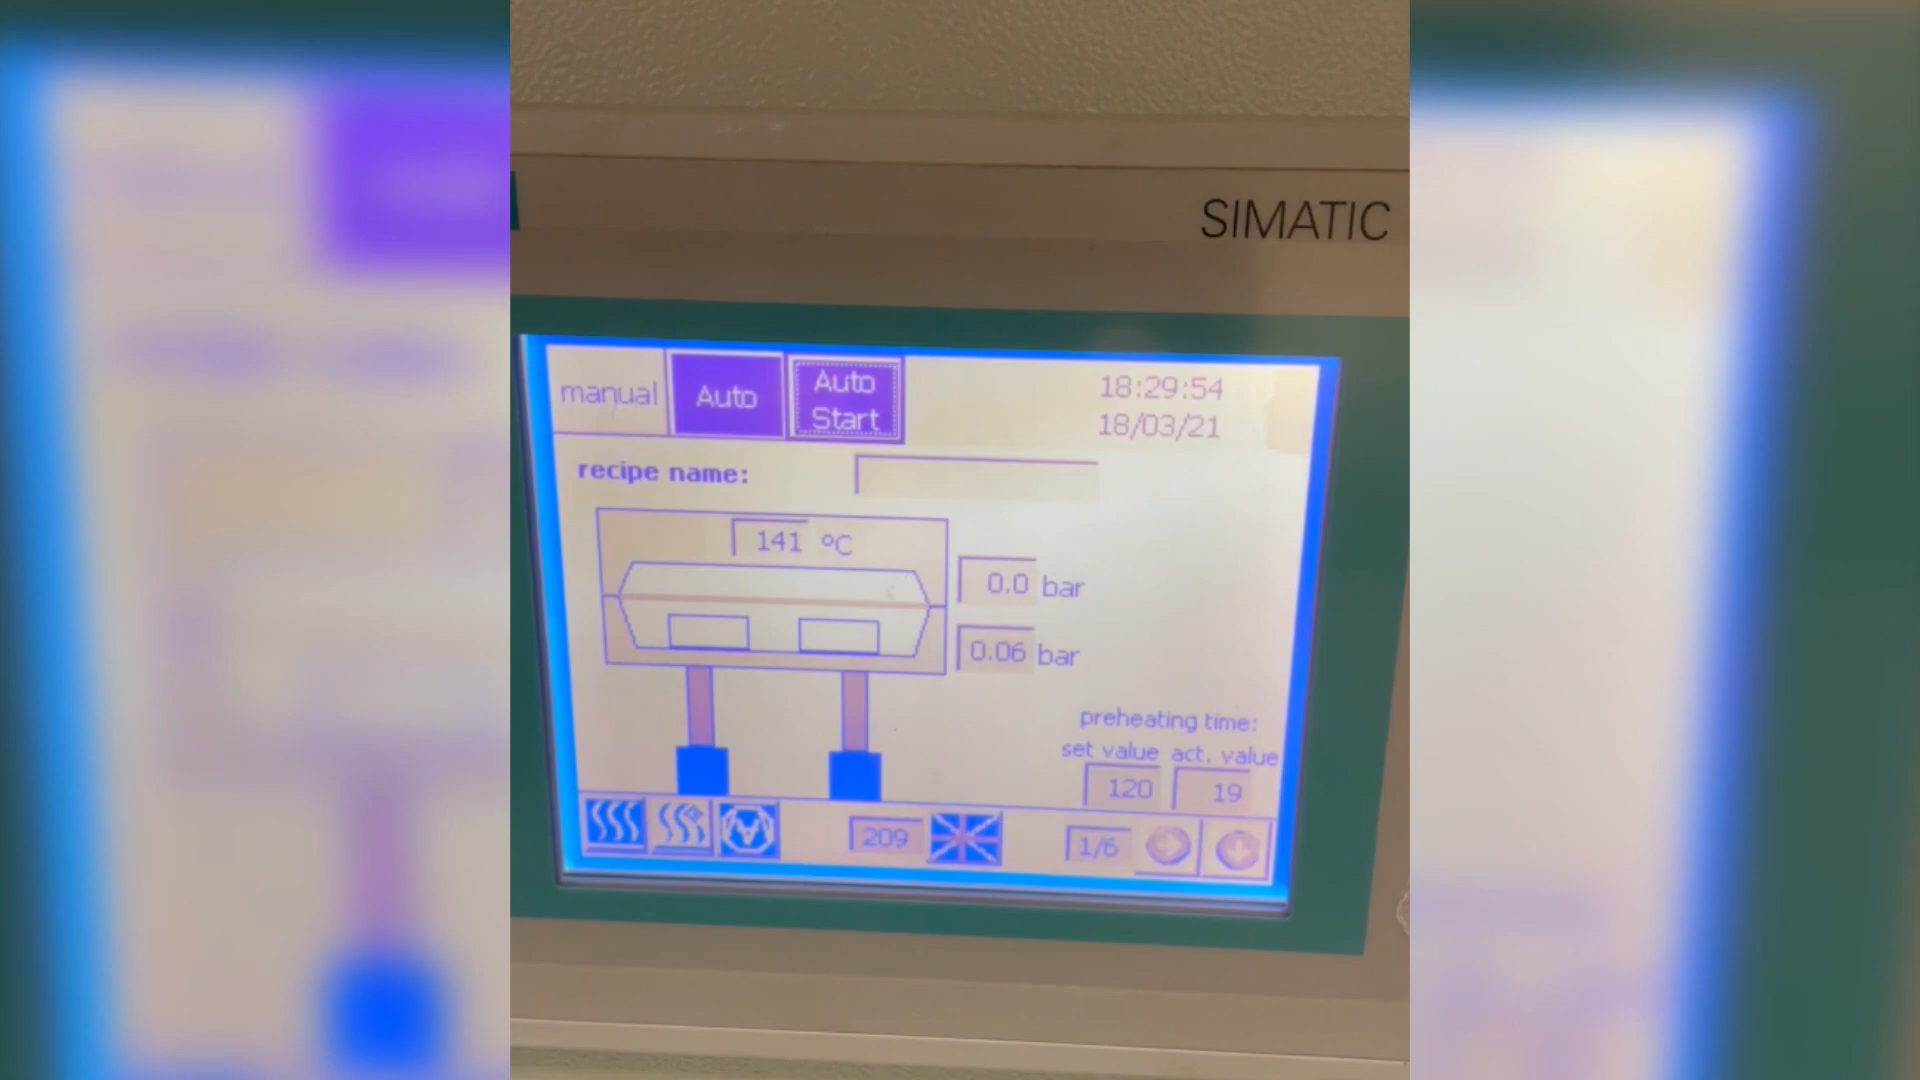 SIMATIC
manual
Auto
Auto
Start
18:29:54
18/03/21
recipe name:
141 °C
0.0 bar
0.06 bar
preheating time:
set value act. value
120 19
209
1/6